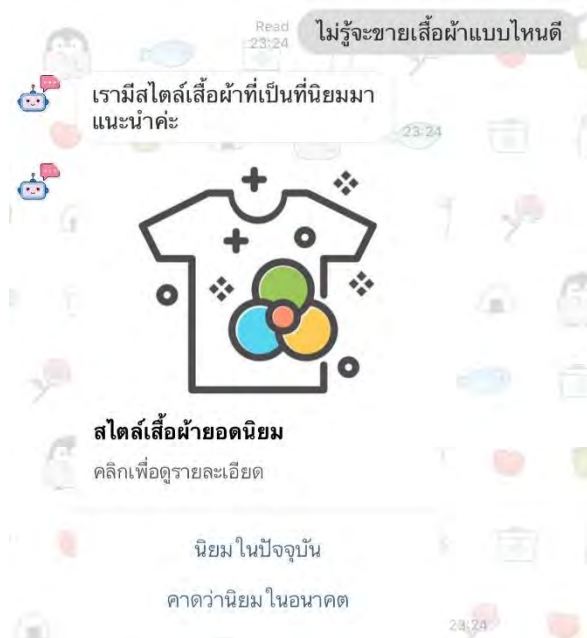 Read
23:24
ไม่รู้จะขายเสื้อผ้าแบบไหนดี
เรามีสไตล์เสื้อผ้าที่เป็นที่นิยมมา
แนะนำค่ะ
23:24
สไตล์เสื้อผ้ายอดนิยม
คลิกเพื่อดูรายละเอียด
นิยมในปัจจุบัน
คาดว่านิยมในอนาคต
23:24